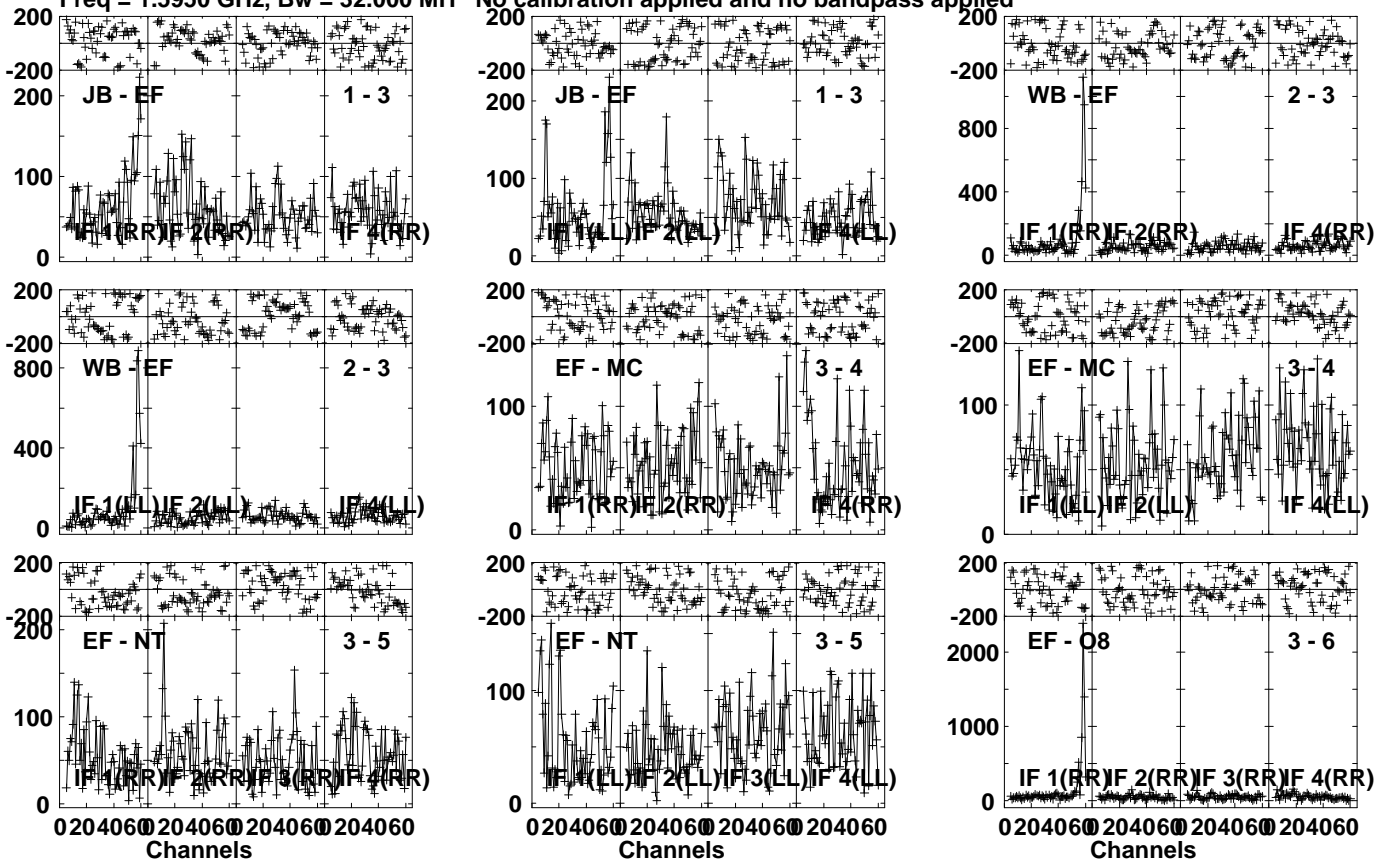 Freq = 1.5950 GHz, Bw = 32.000 MH No calibration applied and no bandpass applied
200 200 200
-200 -200 -200
JB - EF 1 - 3 JB - EF 1 - 3 WB - EF 2 - 3
200 200
800
100 100
400
IF 1(RR) IF 2(RR) IF 4(RR) IF 1(LL) IF 2(LL) IF 4(LL) IF 1(RR) IF 2(RR) IF 4(RR)
0 0 0
200 200 200
-200 -200 -200
WB - EF 2 - 3 EF - MC 3 - 4 EF - MC 3 - 4
800
100 100
400
IF 1(LL) IF 2(LL) IF 4(LL) IF 1(RR) IF 2(RR) IF 4(RR) IF 1(LL) IF 2(LL) IF 4(LL)
0 0 0
200 200 200
-200 -200 -200
200
EF - NT 3 - 5 EF - NT 3 - 5 EF - O8 3 - 6
2000
100 100
1000
IF 1(RR) IF 2(RR) IF 3(RR) IF 4(RR) IF 1(LL) IF 2(LL) IF 3(LL) IF 4(LL) IF 1(RR) IF 2(RR) IF 3(RR) IF 4(RR)
0 0 0
0 20 40 60 0 20 40 60 0 20 40 60 0 20 40 60 0 20 40 60 0 20 40 60 0 20 40 60 0 20 40 60 0 20 40 60 0 20 40 60 0 20 40 60 0 20 40 60
Channels Channels Channels